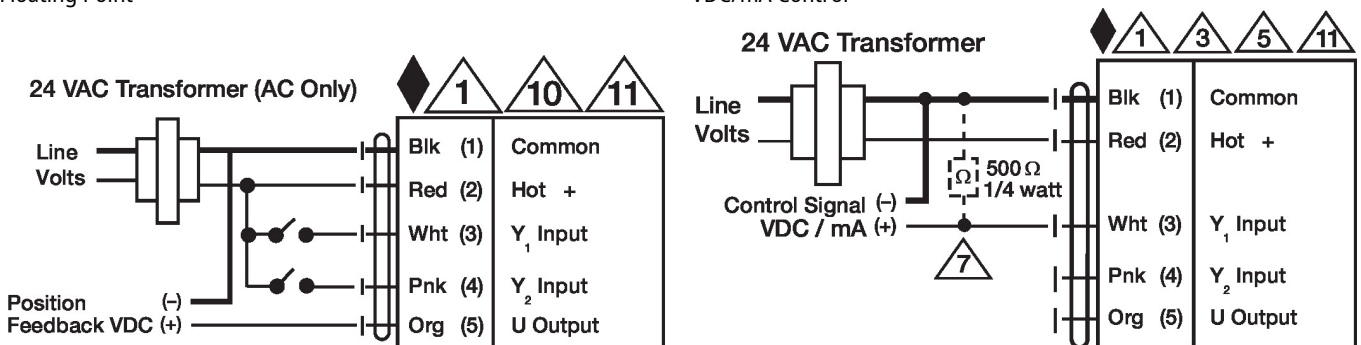 VDC/mA Control
24 VAC Transformer (AC Only)
1
10
11
Line
Volts
Blk (1) Common
Red (2) Hot +
Wht (3) Y1 Input
Pnk (4) Y2 Input
Org (5) U Output
Position (–)
Feedback VDC (+)
24 VAC Transformer
1
3
5
11
Line
Volts
Blk (1) Common
Red (2) Hot +
Ω
500 Ω
1/4 watt
Control Signal (–)
VDC / mA (+)
7
Wht (3) Y1 Input
Pnk (4) Y2 Input
Org (5) U Output